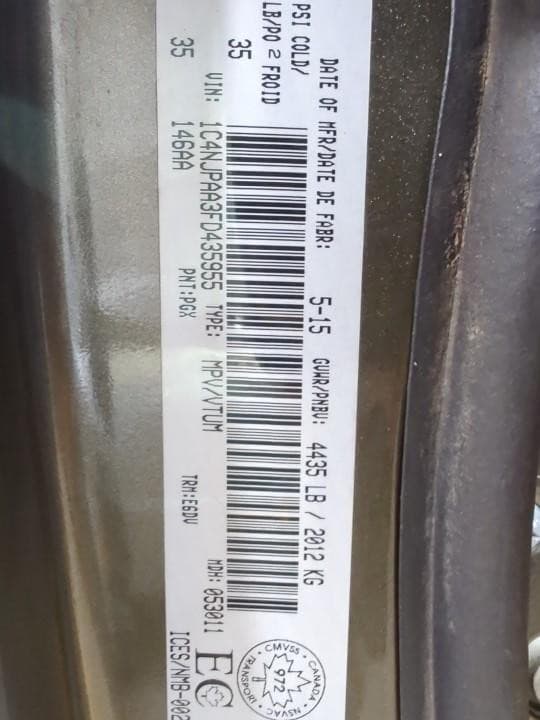 DATE OF MFR/DATE DE FABR: 5-15 GVWR/PNBV: 4435 LB / 2012 KG
PSI COLD/
LB/PO 2 FROID
35
35
VIN: 1C4NJPAA3FD435955 TYPE: MPV/VTUM MDH: 053011
146AA PNT:PGX TRM:E6DV
ICES/NMB-002
EC
CMVSS · CANADA · NSVAC · TRANSPORT
972